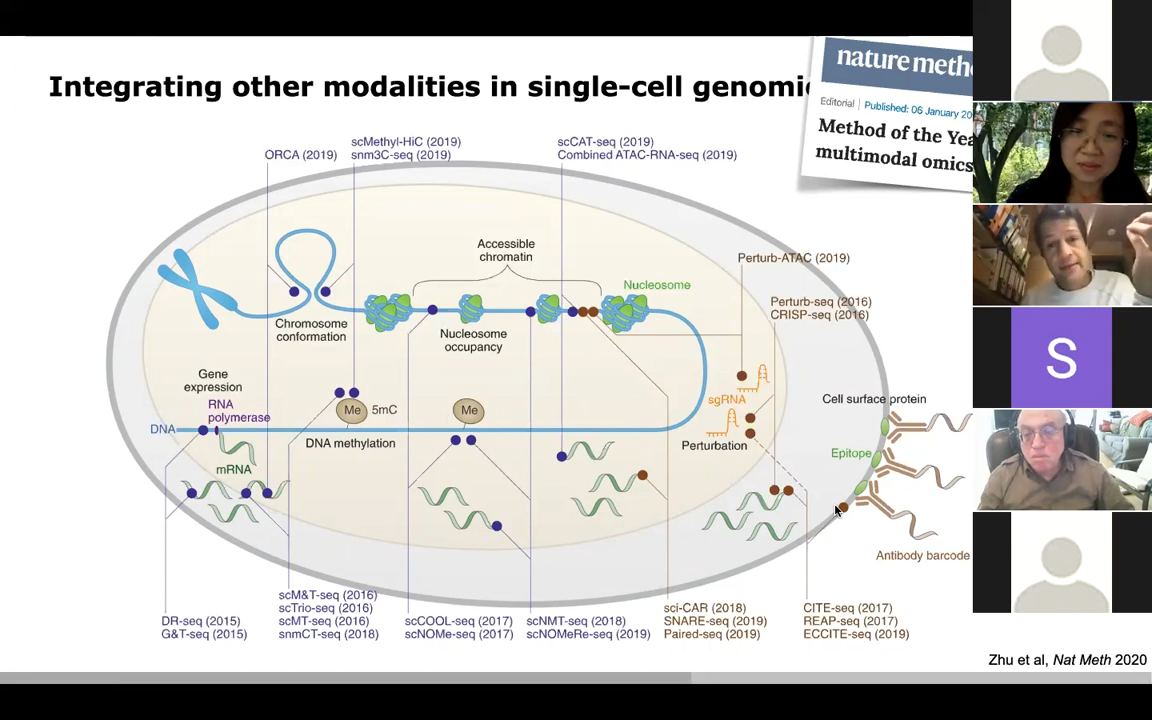 Integrating other modalities in single-cell
nature
Editorial | Published: 06 January
Method of the
multimodal omics
scMethyl-HiC (2019)
ORCA (2019)
snm3C-seq (2019)
scCAT-seq (2019)
Combined ATAC-RNA-seq (2019)
Accessible
chromatin
Perturb-ATAC (2019)
Nucleosome
Perturb-seq (2016)
CRISP-seq (2016)
Chromosome
conformation
Nucleosome
occupancy
Gene
expression
RNA
polymerase
DNA
Me
5mC
Me
DNA methylation
sgRNA
Perturbation
Cell surface protein
Epitope
mRNA
Antibody barcode
DR-seq (2015)
G&T-seq (2015)
scM&T-seq (2016)
scTrio-seq (2016)
scMT-seq (2016)
snmCT-seq (2018)
scCOOL-seq (2017)
scNOMe-seq (2017)
scNMT-seq (2018)
scNOMeRe-seq (2019)
sci-CAR (2018)
SNARE-seq (2019)
Paired-seq (2019)
CITE-seq (2017)
REAP-seq (2017)
ECCITE-seq (2019)
Zhu et al, Nat Meth 2020
S